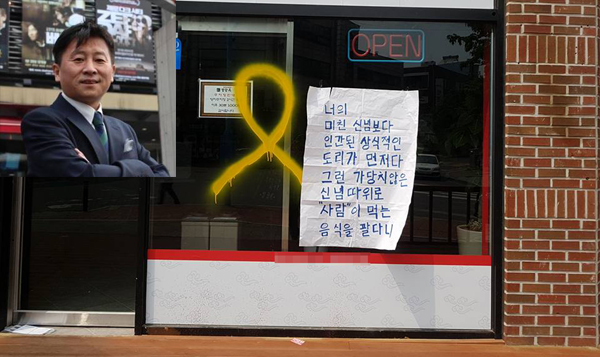 OPEN
너희
미친 신념보다
인간된 상식적인
도리가 먼저다
그런 가당치않은
신념 따위로
"사람"이 먹는
음식을 팔다니